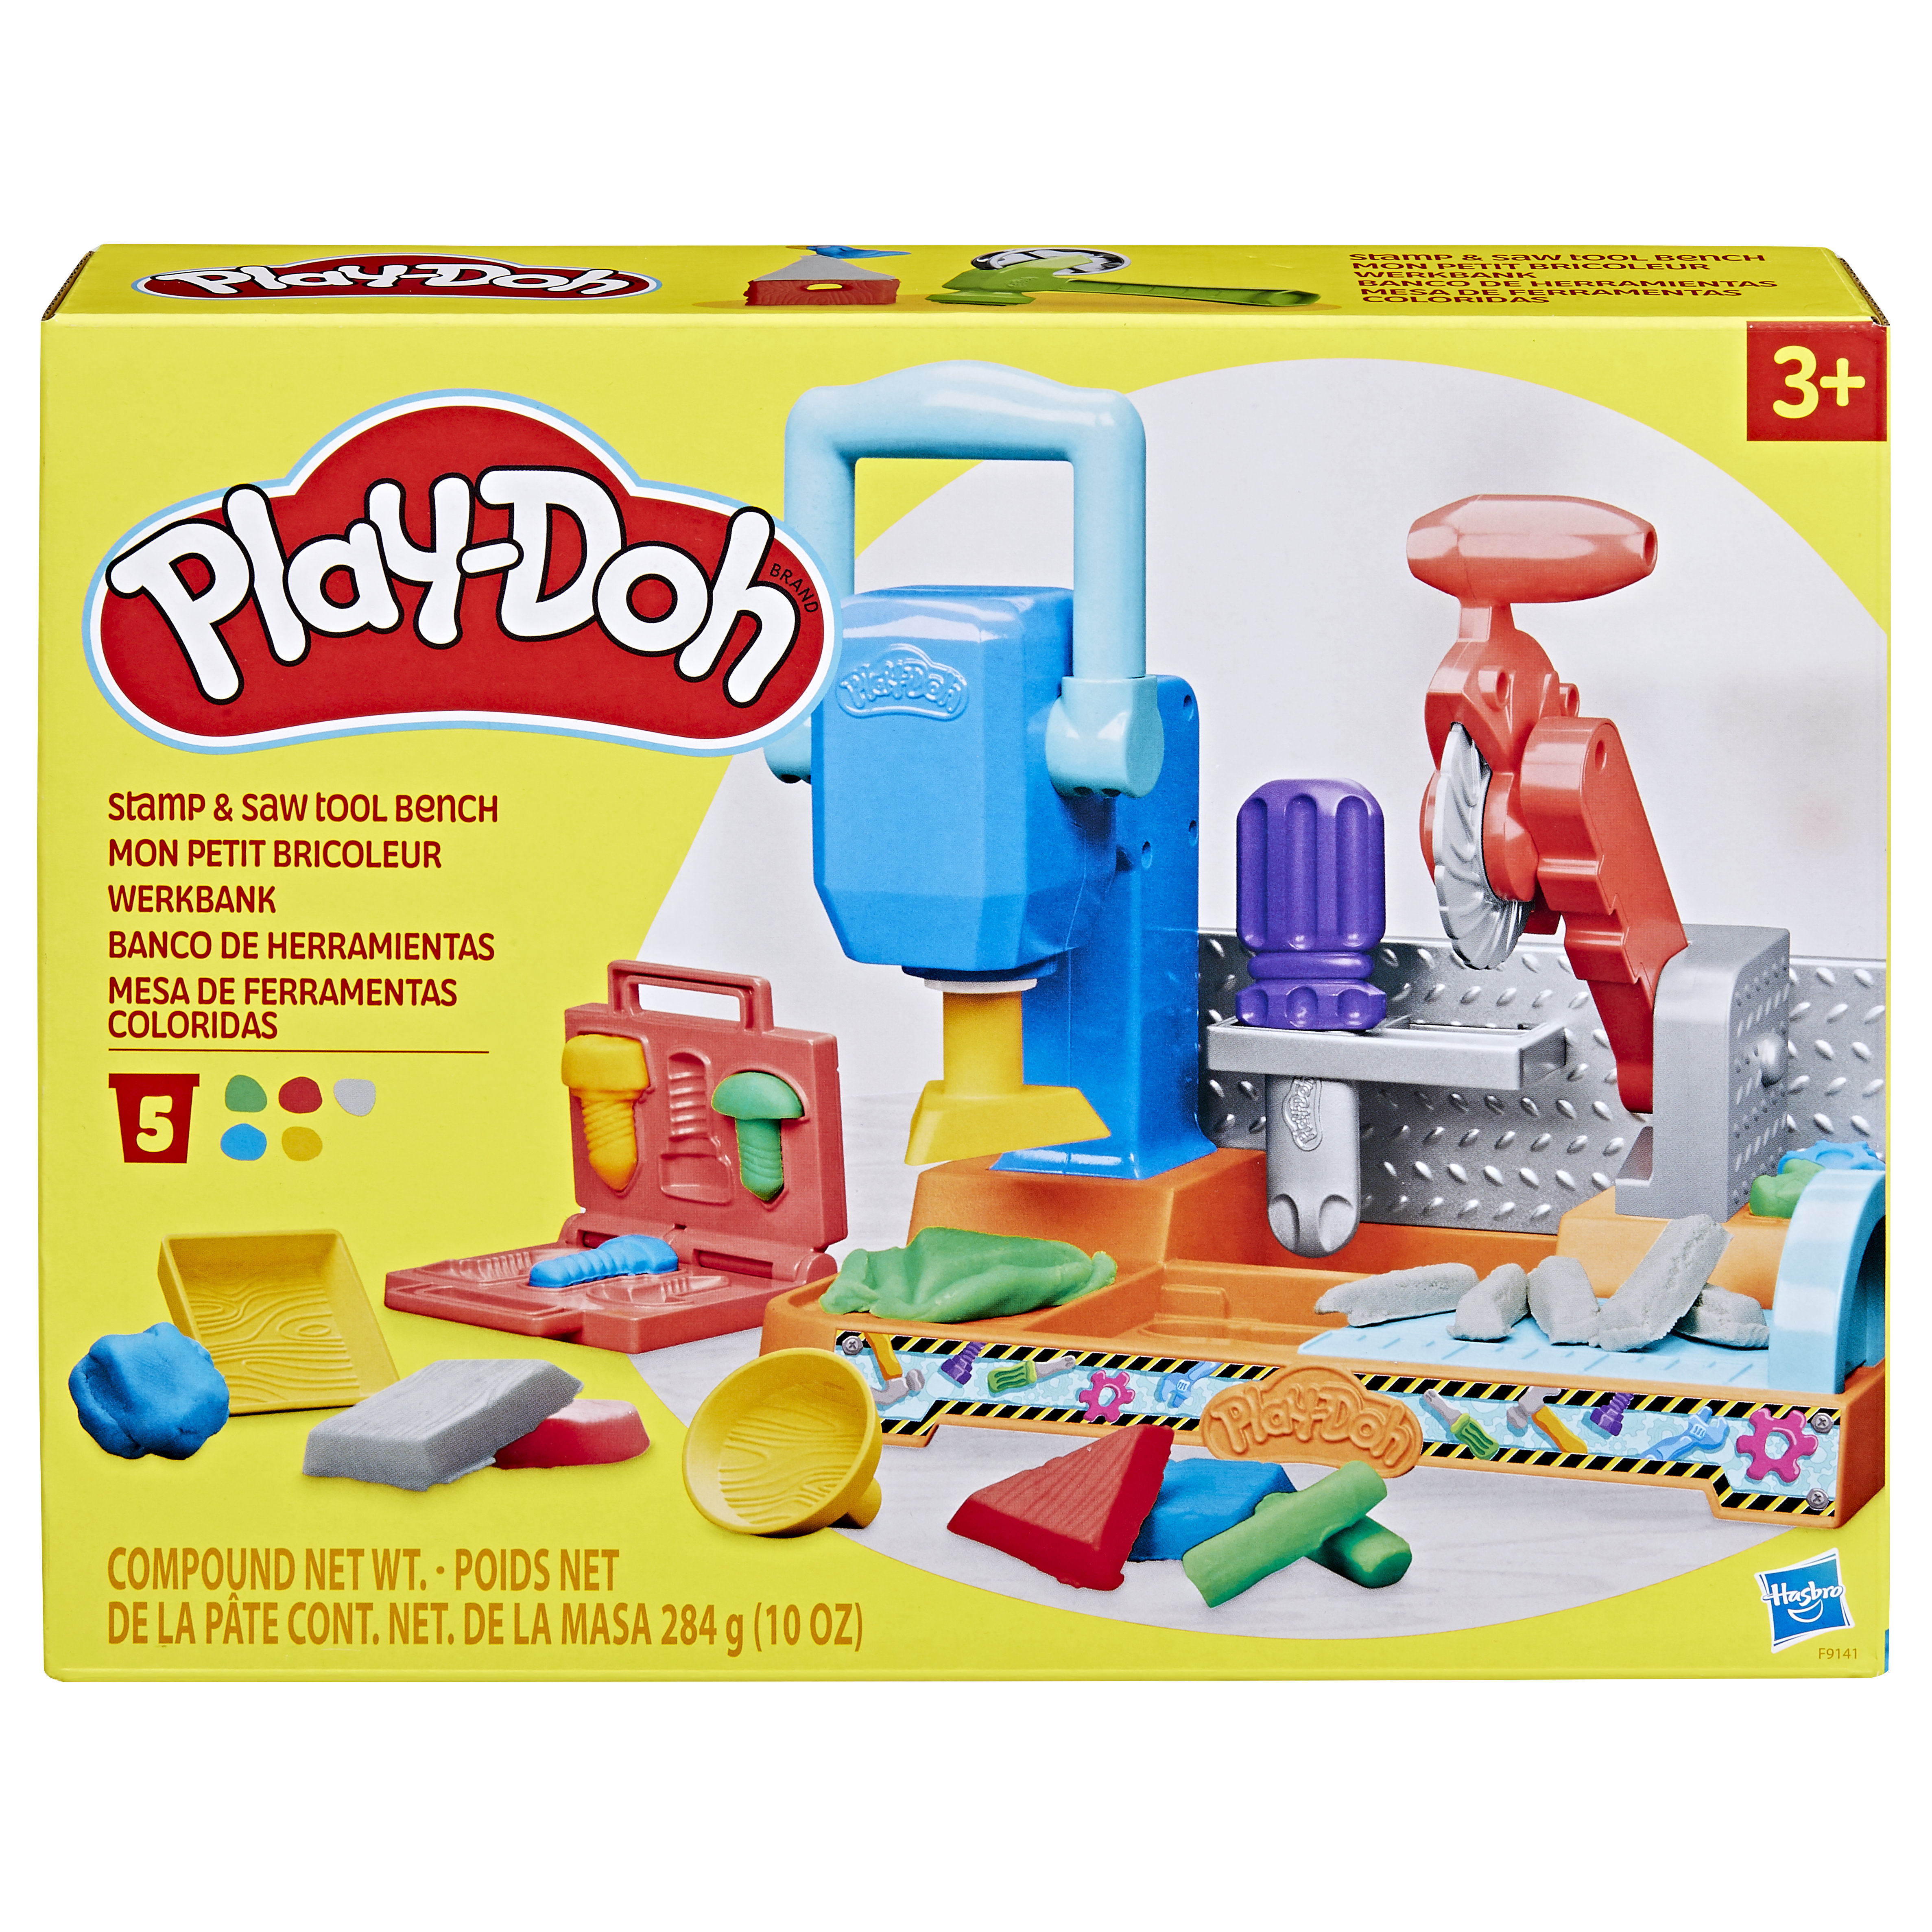 Play-Doh
Stamp & Saw Tool Bench
MON PETIT BRICOLEUR
WERKBANK
BANCO DE HERRAMIENTAS
MESA DE FERRAMENTAS
COLORIDAS
3+
Play-Doh
BRAND
Play-Doh
Stamp & Saw Tool Bench
MON PETIT BRICOLEUR
WERKBANK
BANCO DE HERRAMIENTAS
MESA DE FERRAMENTAS
COLORIDAS
5
Play-Doh
Play-Doh
COMPOUND NET WT. · POIDS NET
DE LA PÂTE CONT. NET. DE LA MASA 284 g (10 OZ)
Hasbro
F9141